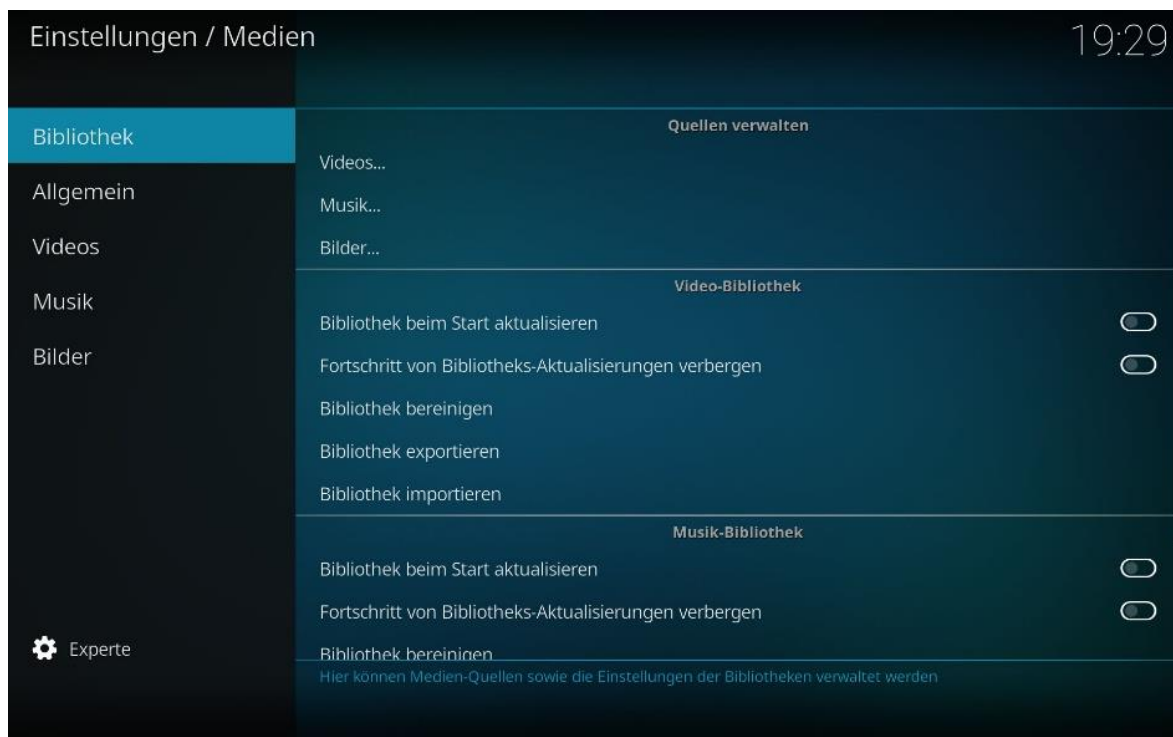 Einstellungen / Medien
19:29
Bibliothek
Allgemein
Videos
Musik
Bilder
Experte
Quellen verwalten
Videos...
Musik...
Bilder...
Video-Bibliothek
Bibliothek beim Start aktualisieren
Fortschritt von Bibliotheks-Aktualisierungen verbergen
Bibliothek bereinigen
Bibliothek exportieren
Bibliothek importieren
Musik-Bibliothek
Bibliothek beim Start aktualisieren
Fortschritt von Bibliotheks-Aktualisierungen verbergen
Bibliothek bereinigen
Hier können Medien-Quellen sowie die Einstellungen der Bibliotheken verwaltet werden